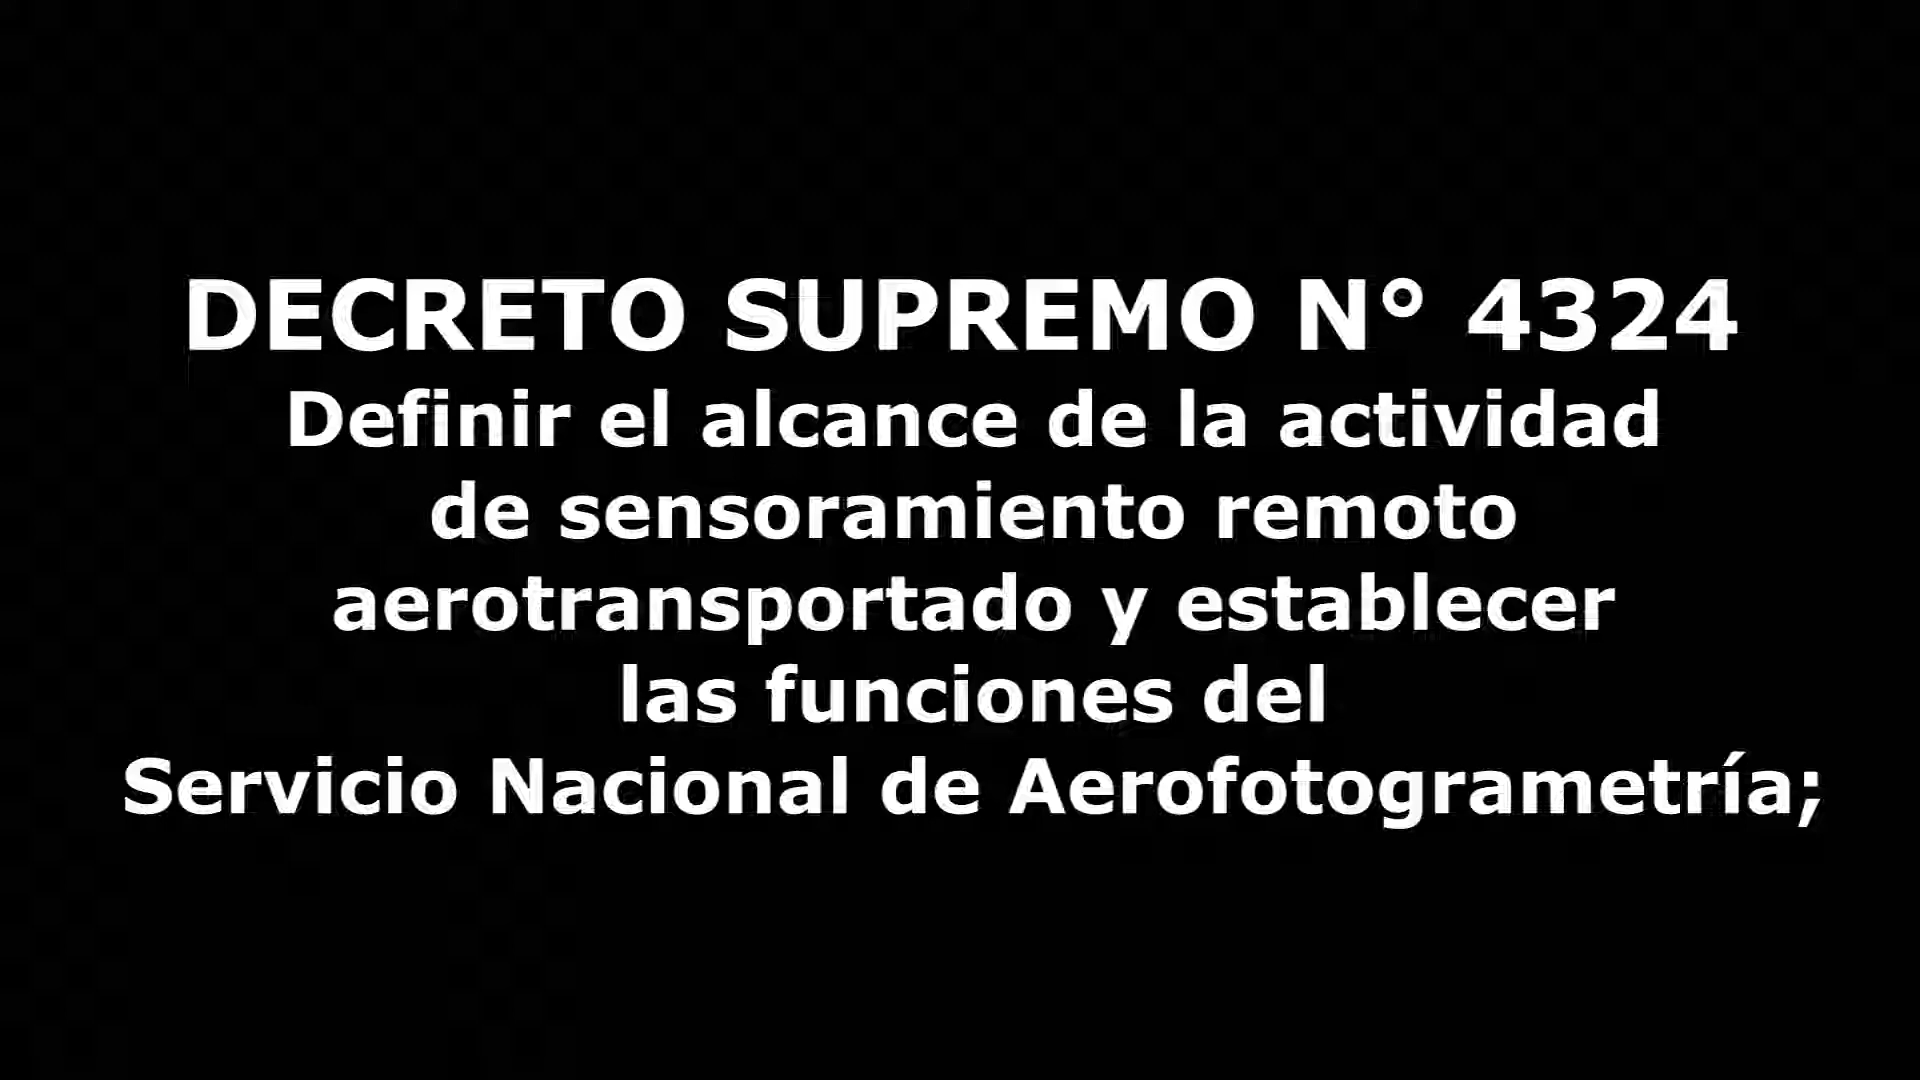 DECRETO SUPREMO N° 4324
Definir el alcance de la actividad
de sensoramiento remoto
aerotransportado y establecer
las funciones del
Servicio Nacional de Aerofotogrametría;